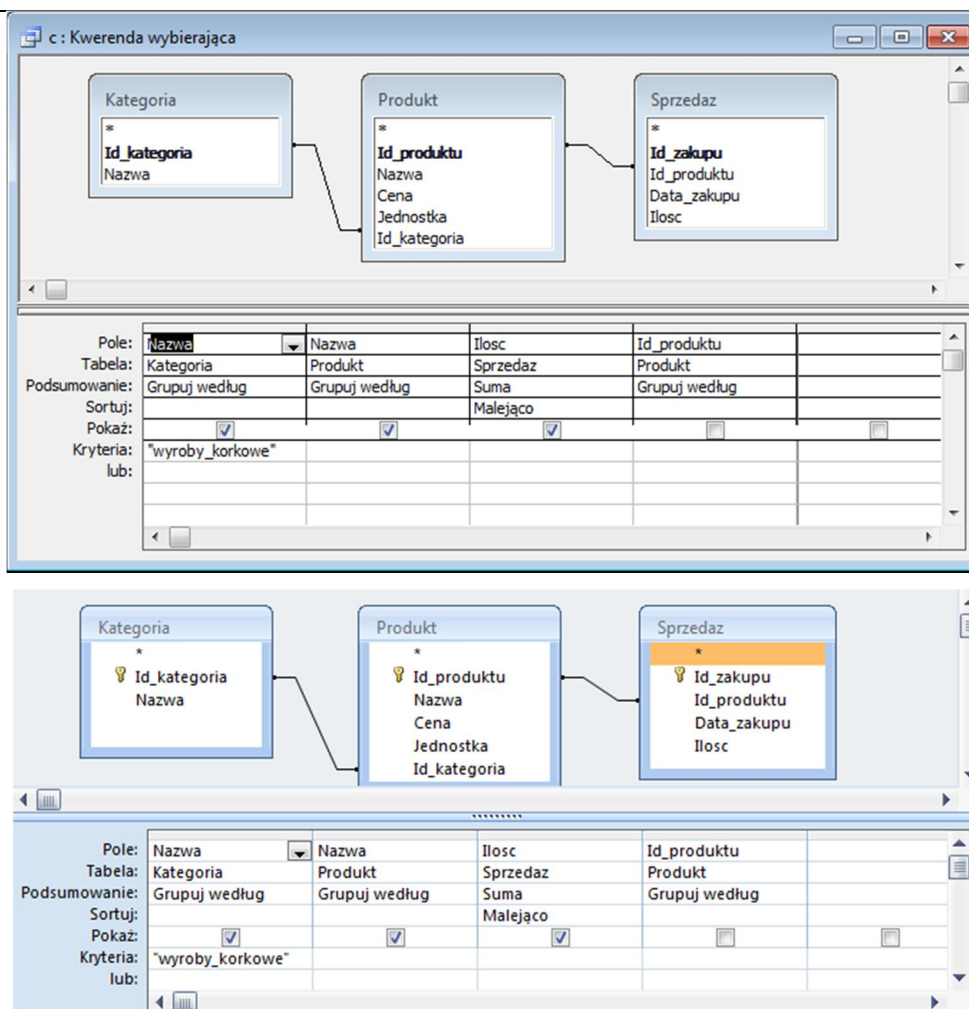 c : Kwerenda wybierająca
Kategoria
*
Id_kategoria
Nazwa
Produkt
*
Id_produktu
Nazwa
Cena
Jednostka
Id_kategoria
Sprzedaz
*
Id_zakupu
Id_produktu
Data_zakupu
Ilosc
Pole: Nazwa Nazwa Ilosc Id_produktu
Tabela: Kategoria Produkt Sprzedaz Produkt
Podsumowanie: Grupuj według Grupuj według Suma Grupuj według
Sortuj: Malejąco
Pokaż:
Kryteria: "wyroby_korkowe"
lub:
Kategoria
*
Id_kategoria
Nazwa
Produkt
*
Id_produktu
Nazwa
Cena
Jednostka
Id_kategoria
Sprzedaz
*
Id_zakupu
Id_produktu
Data_zakupu
Ilosc
Pole: Nazwa Nazwa Ilosc Id_produktu
Tabela: Kategoria Produkt Sprzedaz Produkt
Podsumowanie: Grupuj według Grupuj według Suma Grupuj według
Sortuj: Malejąco
Pokaż:
Kryteria: "wyroby_korkowe"
lub: